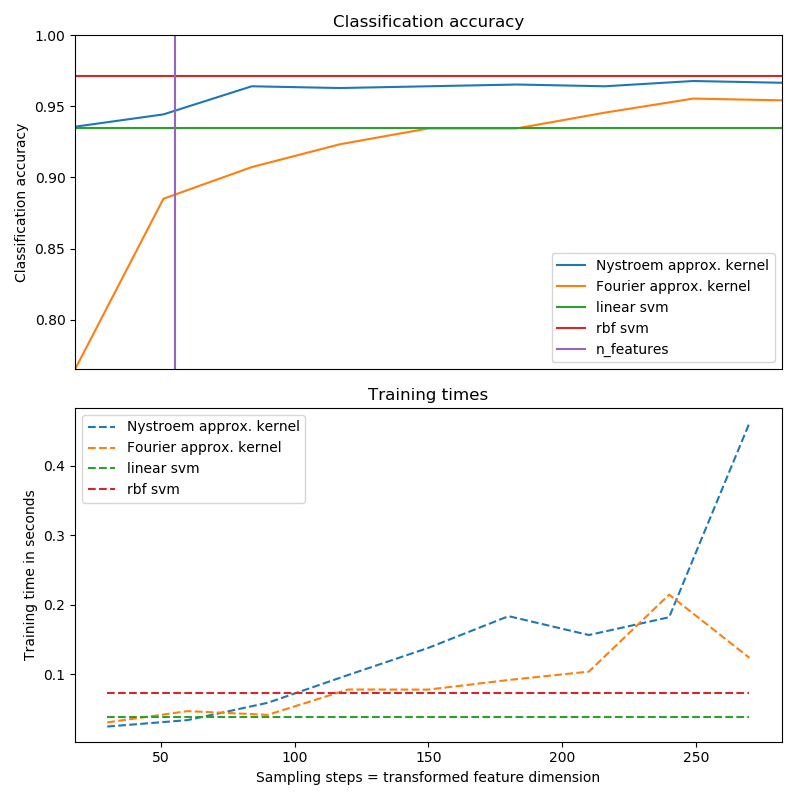 Classification accuracy
Classification accuracy
1.00
0.95
0.90
0.85
0.80
Nystroem approx. kernel
Fourier approx. kernel
linear svm
rbf svm
n_features
Training times
Training time in seconds
0.4
0.3
0.2
0.1
Nystroem approx. kernel
Fourier approx. kernel
linear svm
rbf svm
50
100
150
200
250
Sampling steps = transformed feature dimension